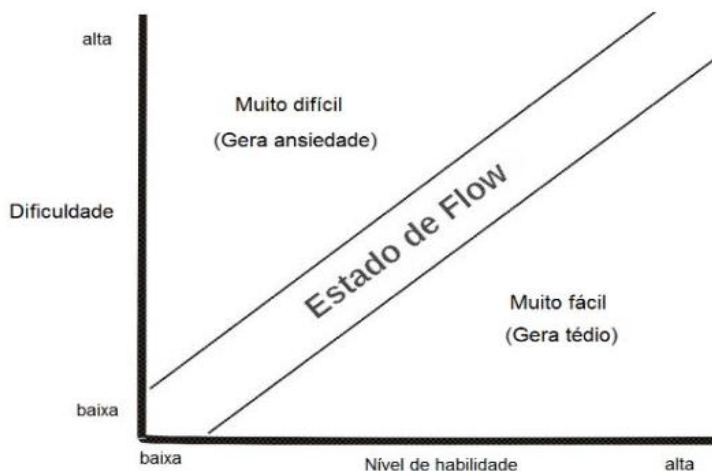 alta
Muito difícil
(Gera ansiedade)
Dificuldade
Estado de Flow
Muito fácil
(Gera tédio)
baixa
baixa
Nível de habilidade
alta